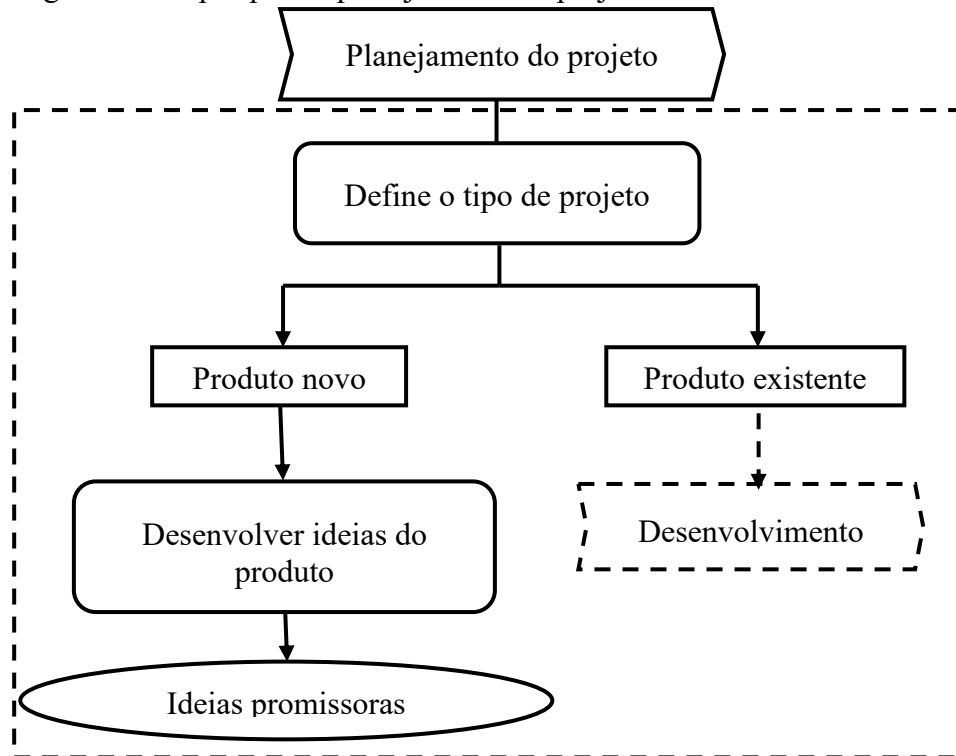 Planejamento do projeto
Define o tipo de projeto
Produto novo
Produto existente
Desenvolver ideias do
produto
Desenvolvimento
Ideias promissoras